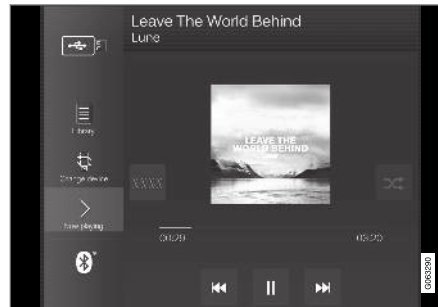 Leave The World Behind
Lune
Library
Change device
Now playing
LEAVE THE
WORLD BEHIND
00:29
03:20
G063290